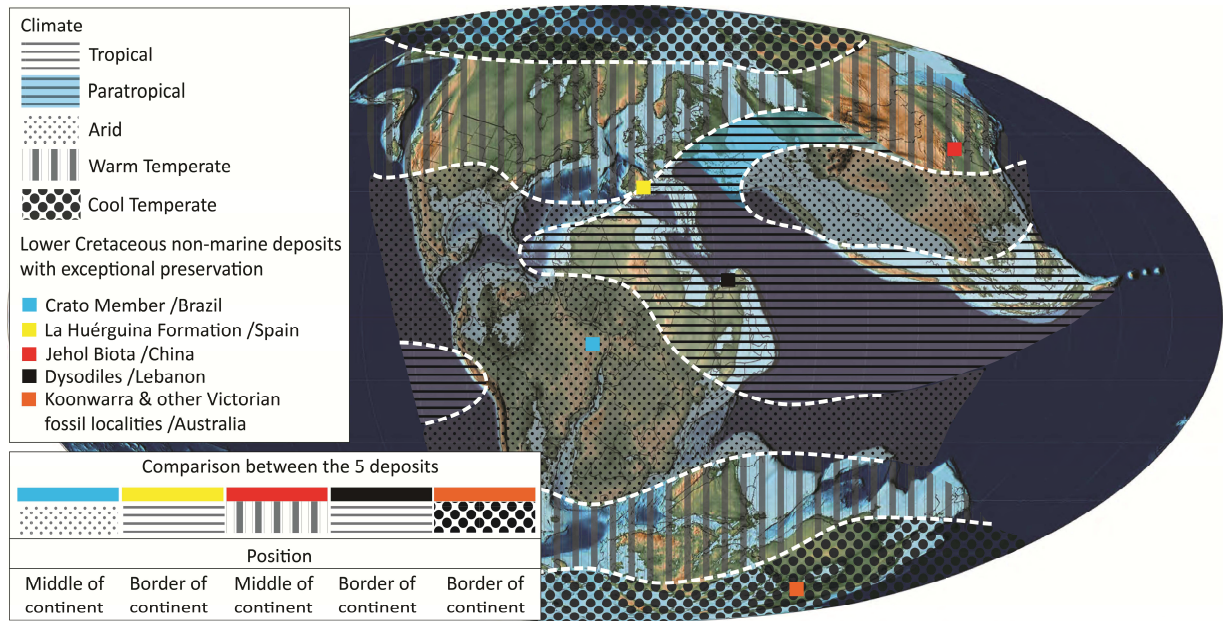 Climate
Tropical
Paratropical
Arid
Warm Temperate
Cool Temperate
Lower Cretaceous non-marine deposits
with exceptional preservation
Crato Member /Brazil
La Huérguina Formation /Spain
Jehol Biota /China
Dysodiles /Lebanon
Koonwarra & other Victorian
fossil localities /Australia
Comparison between the 5 deposits
Position
Middle of continent
Border of continent
Middle of continent
Border of continent
Border of continent